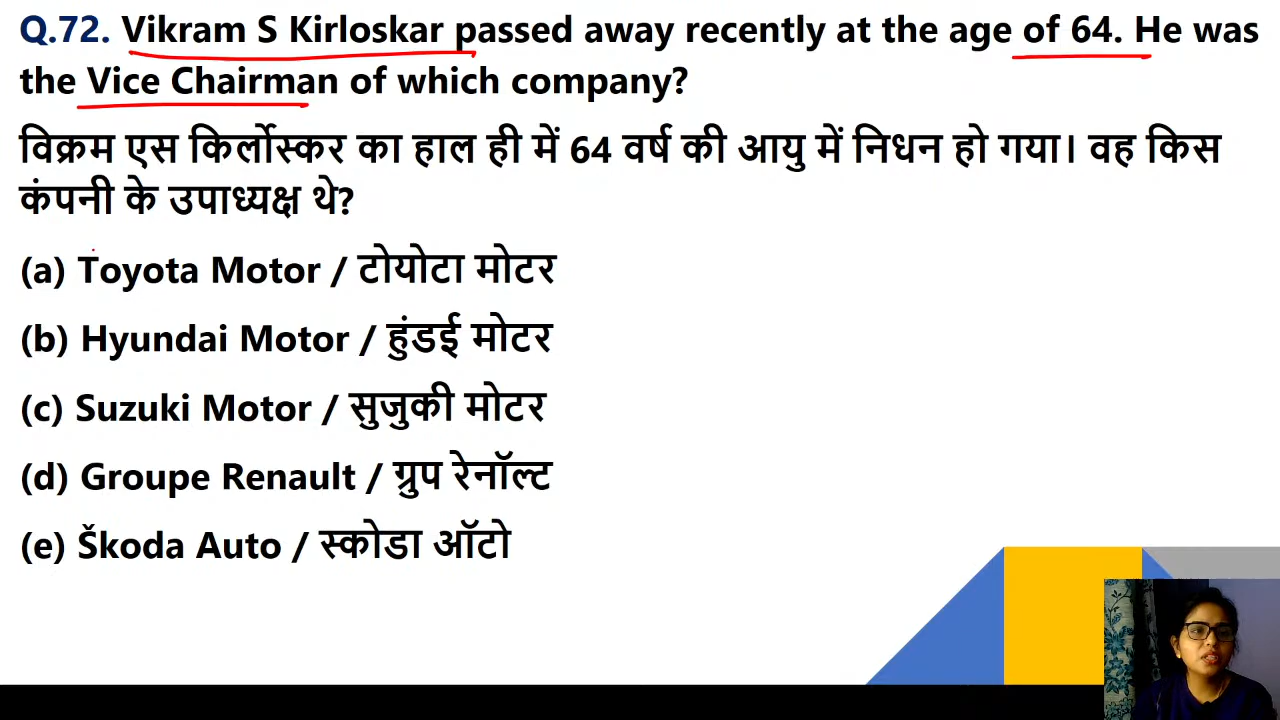 Q.72. Vikram S Kirloskar passed away recently at the age of 64. He was
the Vice Chairman of which company?
विक्रम एस किर्लोस्कर का हाल ही में 64 वर्ष की आयु में निधन हो गया। वह किस
कंपनी के उपाध्यक्ष थे?
(a) Toyota Motor / टोयोटा मोटर
(b) Hyundai Motor / हुंडई मोटर
(c) Suzuki Motor / सुजुकी मोटर
(d) Groupe Renault / ग्रुप रेनॉल्ट
(e) Škoda Auto / स्कोडा ऑटो